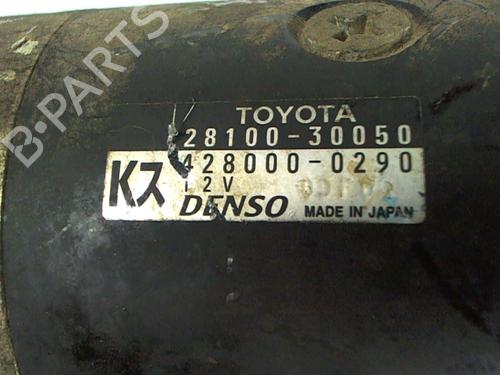 TOYOTA
28100-30050
428000-0290
Kス
12V
DENSO MADE IN JAPAN
B-PARTS